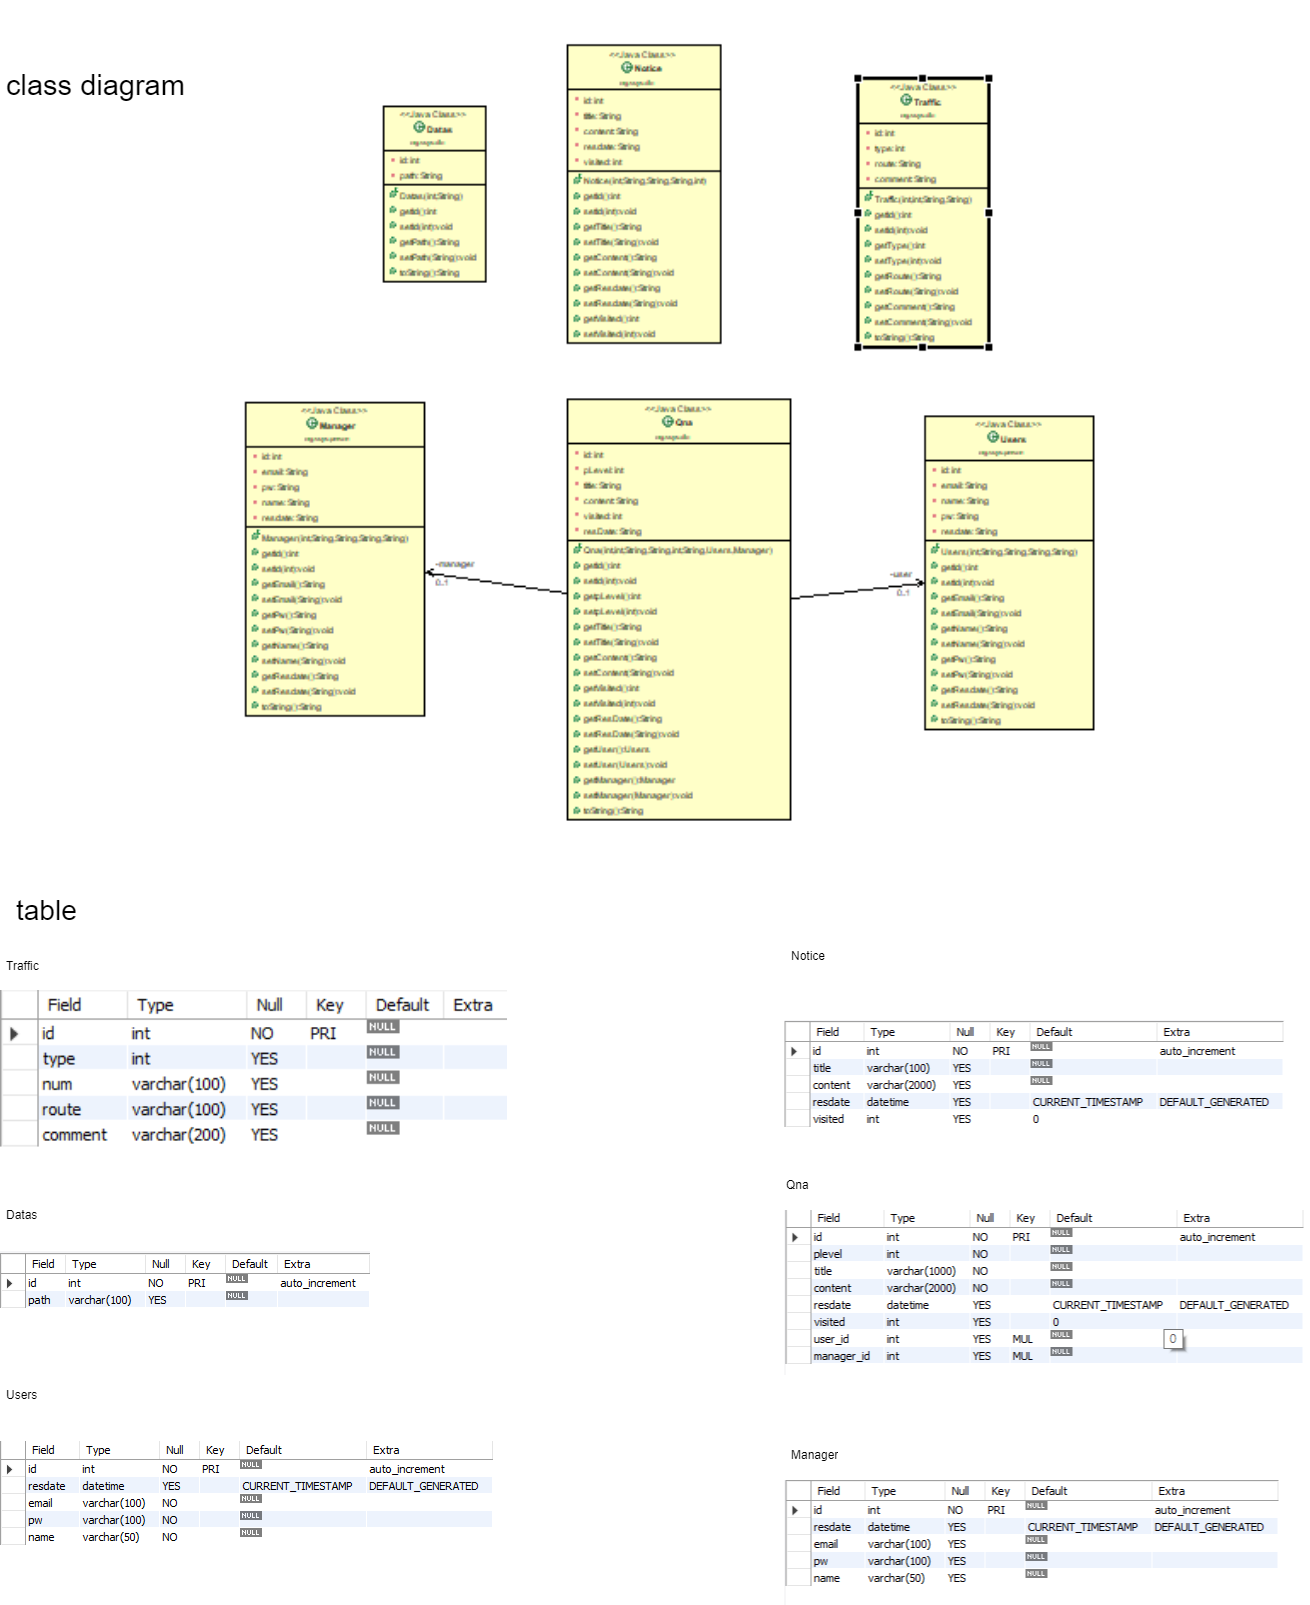 class diagram
<<Java Class>>
Datas
id: int
path: String
Datas(int,String)
getId():int
setId(int):void
getPath():String
setPath(String):void
toString():String
<<Java Class>>
Notice
id: int
title: String
content: String
resdate: String
visited: int
Notice(int,String,String,String,int)
getId():int
setId(int):void
getTitle():String
setTitle(String):void
getContent():String
setContent(String):void
getResdate():String
setResdate(String):void
getVisited():int
setVisited(int):void
<<Java Class>>
Traffic
id: int
type: int
route: String
comment: String
Traffic(int,int,String,String)
getId():int
setId(int):void
getType():int
setType(int):void
getRoute():String
setRoute(String):void
getComment():String
setComment(String):void
toString():String
<<Java Class>>
Manager
id: int
email: String
pw: String
name: String
resdate: String
Manager(int,String,String,String,String)
getId():int
setId(int):void
getEmail():String
setEmail(String):void
getPw():String
setPw(String):void
getName():String
setName(String):void
getResdate():String
setResdate(String):void
toString():String
-manager
0..1
<<Java Class>>
Qna
id: int
pLevel: int
title: String
content: String
visited: int
resDate: String
Qna(int,int,String,String,int,String,Users,Manager)
getId():int
setId(int):void
getpLevel():int
setpLevel(int):void
getTitle():String
setTitle(String):void
getContent():String
setContent(String):void
getVisited():int
setVisited(int):void
getResDate():String
setResDate(String):void
getUser():Users
setUser(Users):void
getManager():Manager
setManager(Manager):void
toString():String
-user
0..1
<<Java Class>>
Users
id: int
email: String
name: String
pw: String
resdate: String
Users(int,String,String,String,String)
getId():int
setId(int):void
getEmail():String
setEmail(String):void
getName():String
setName(String):void
getPw():String
setPw(String):void
getResdate():String
setResdate(String):void
toString():String
table
Traffic
Field Type Null Key Default Extra
id int NO PRI NULL
type int YES NULL
num varchar(100) YES NULL
route varchar(100) YES NULL
comment varchar(200) YES NULL
Datas
Field Type Null Key Default Extra
id int NO PRI NULL auto_increment
path varchar(100) YES NULL
Users
Field Type Null Key Default Extra
id int NO PRI NULL auto_increment
resdate datetime YES CURRENT_TIMESTAMP DEFAULT_GENERATED
email varchar(100) NO NULL
pw varchar(100) NO NULL
name varchar(50) NO NULL
Notice
Field Type Null Key Default Extra
id int NO PRI NULL auto_increment
title varchar(100) YES NULL
content varchar(2000) YES NULL
resdate datetime YES CURRENT_TIMESTAMP DEFAULT_GENERATED
visited int YES 0
Qna
Field Type Null Key Default Extra
id int NO PRI NULL auto_increment
plevel int NO NULL
title varchar(1000) NO NULL
content varchar(2000) NO NULL
resdate datetime YES CURRENT_TIMESTAMP DEFAULT_GENERATED
visited int YES 0
user_id int YES MUL NULL 0
manager_id int YES MUL NULL
Manager
Field Type Null Key Default Extra
id int NO PRI NULL auto_increment
resdate datetime YES CURRENT_TIMESTAMP DEFAULT_GENERATED
email varchar(100) YES NULL
pw varchar(100) YES NULL
name varchar(50) YES NULL